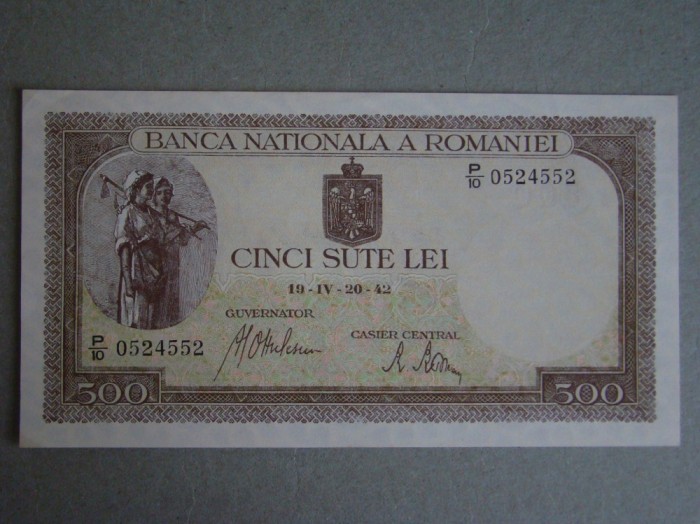 BANCA NATIONALA A ROMANIEI
P/10 0524552
CINCI SUTE LEI
19-IV-20-42
GUVERNATOR
CASIER CENTRAL
P/10 0524552
500 500